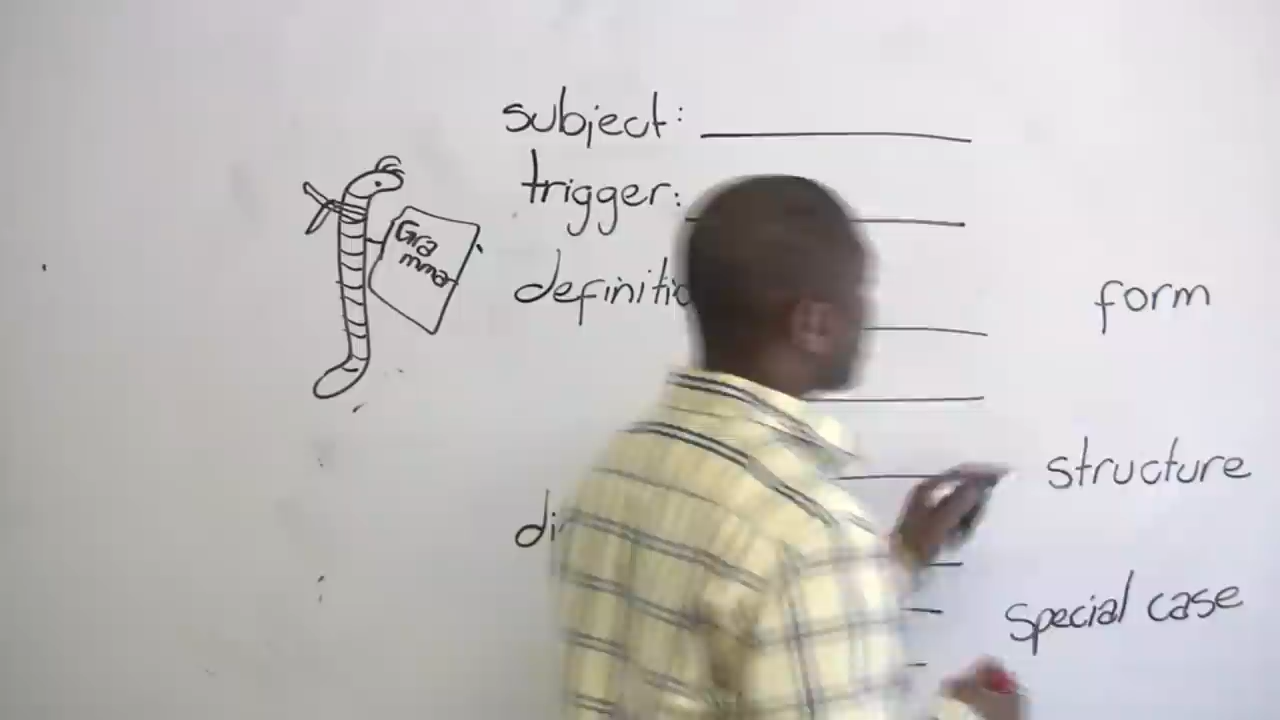 subject:
trigger:
Gra
mmar
form
structure
special case